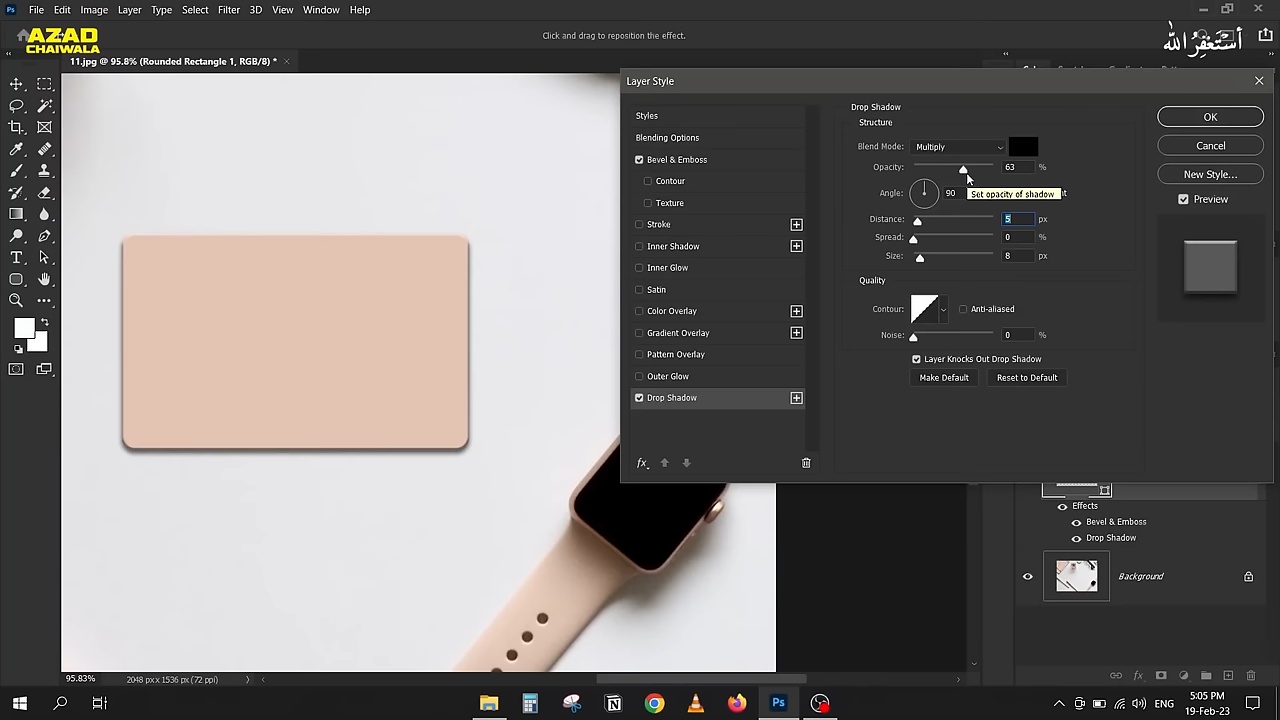 Ps File Edit Image Layer Type Select Filter 3D View Window Help
AZAD
CHAIWALA
Click and drag to reposition the effect.
أستغفر الله
11.jpg @ 95.8% (Rounded Rectangle 1, RGB/8) *
Layer Style
Styles
Blending Options
Bevel & Emboss
Contour
Texture
Stroke
Inner Shadow
Inner Glow
Satin
Color Overlay
Gradient Overlay
Pattern Overlay
Outer Glow
Drop Shadow
fx
Drop Shadow
Structure
Blend Mode: Multiply
Opacity: 63 %
Angle: 90
Set opacity of shadow
Distance: 5 px
Spread: 0 %
Size: 8 px
Quality
Contour: Anti-aliased
Noise: 0 %
Layer Knocks Out Drop Shadow
Make Default Reset to Default
OK
Cancel
New Style...
Preview
Effects
Bevel & Emboss
Drop Shadow
Background
fx
95.83% 2048 px x 1536 px (72 ppi)
Ps
ENG
5:05 PM
19-Feb-23